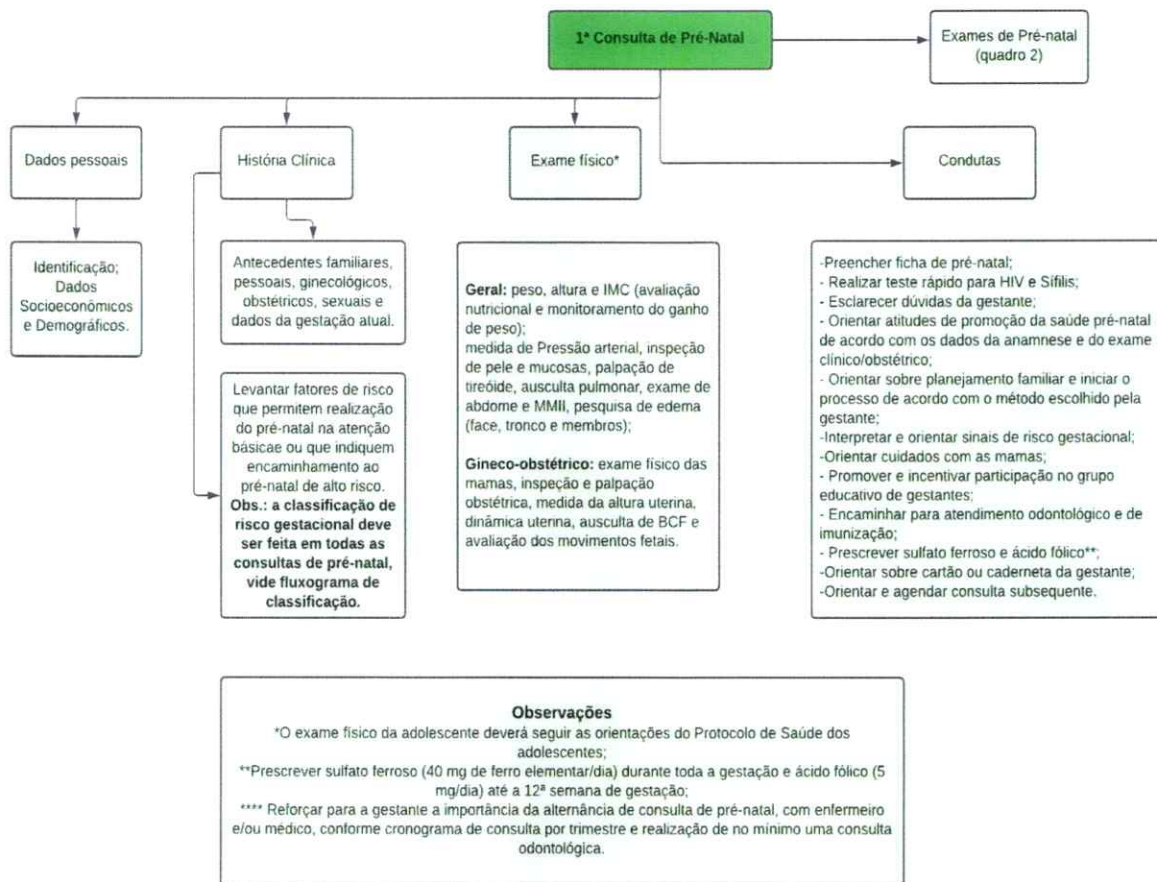 1ª Consulta de Pré-Natal
Exames de Pré-natal
(quadro 2)
Dados pessoais
História Clínica
Exame físico*
Condutas
Identificação;
Dados
Socioeconômicos
e Demográficos.
Antecedentes familiares,
pessoais, ginecológicos,
obstétricos, sexuais e
dados da gestação atual.
Levantar fatores de risco
que permitem realização
do pré-natal na atenção
básicae ou que indiquem
encaminhamento ao
pré-natal de alto risco.
Obs.: a classificação de
risco gestacional deve
ser feita em todas as
consultas de pré-natal,
vide fluxograma de
classificação.
Geral: peso, altura e IMC (avaliação
nutricional e monitoramento do ganho
de peso);
medida de Pressão arterial, inspeção
de pele e mucosas, palpação de
tireóide, ausculta pulmonar, exame de
abdome e MMII, pesquisa de edema
(face, tronco e membros);
Gineco-obstétrico: exame físico das
mamas, inspeção e palpação
obstétrica, medida da altura uterina,
dinâmica uterina, ausculta de BCF e
avaliação dos movimentos fetais.
-Preencher ficha de pré-natal;
- Realizar teste rápido para HIV e Sífilis;
- Esclarecer dúvidas da gestante;
- Orientar atitudes de promoção da saúde pré-natal
de acordo com os dados da anamnese e do exame
clínico/obstétrico;
- Orientar sobre planejamento familiar e iniciar o
processo de acordo com o método escolhido pela
gestante;
-Interpretar e orientar sinais de risco gestacional;
-Orientar cuidados com as mamas;
- Promover e incentivar participação no grupo
educativo de gestantes;
- Encaminhar para atendimento odontológico e de
imunização;
- Prescrever sulfato ferroso e ácido fólico**;
-Orientar sobre cartão ou caderneta da gestante;
-Orientar e agendar consulta subsequente.
Observações
*O exame físico da adolescente deverá seguir as orientações do Protocolo de Saúde dos
adolescentes;
**Prescrever sulfato ferroso (40 mg de ferro elementar/dia) durante toda a gestação e ácido fólico (5
mg/dia) até a 12ª semana de gestação;
**** Reforçar para a gestante a importância da alternância de consulta de pré-natal, com enfermeiro
e/ou médico, conforme cronograma de consulta por trimestre e realização de no mínimo uma consulta
odontológica.